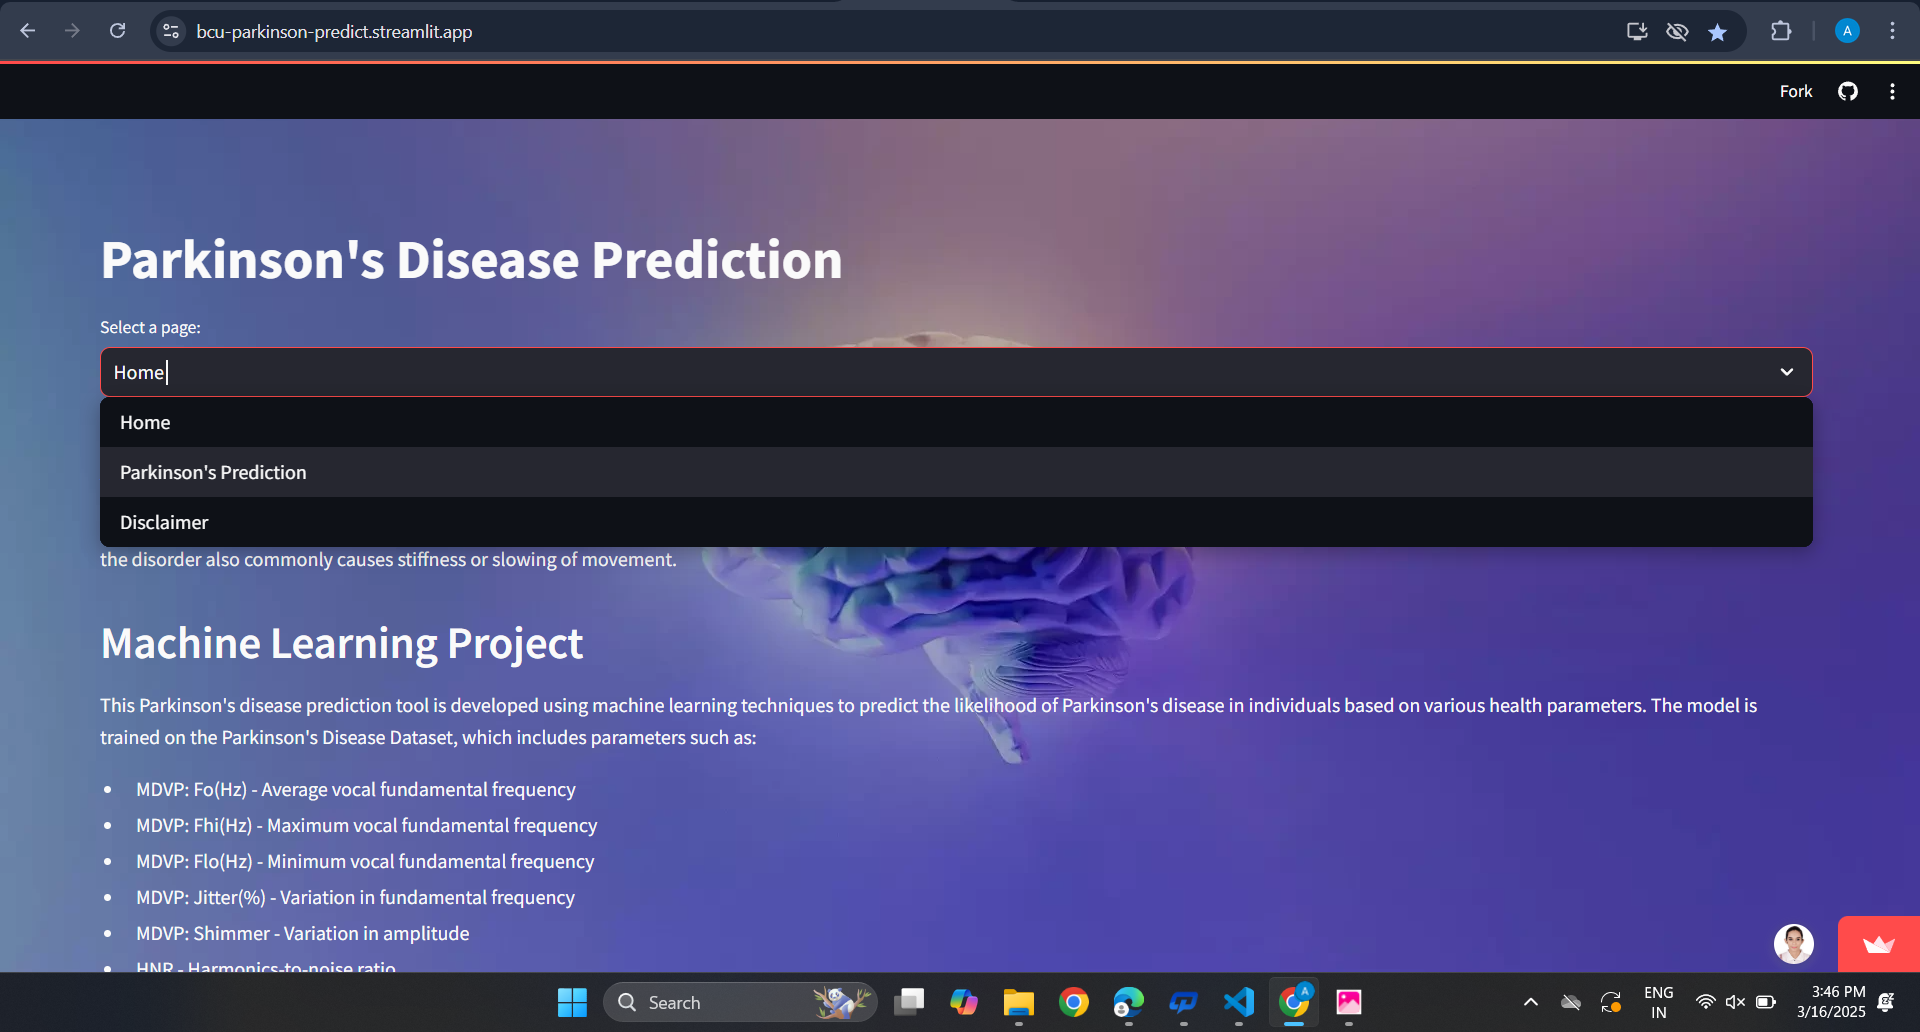 bcu-parkinson-predict.streamlit.app
A
Fork
Parkinson's Disease Prediction
Select a page:
Home
Home
Parkinson's Prediction
Disclaimer
the disorder also commonly causes stiffness or slowing of movement.
Machine Learning Project
This Parkinson's disease prediction tool is developed using machine learning techniques to predict the likelihood of Parkinson's disease in individuals based on various health parameters. The model is
trained on the Parkinson's Disease Dataset, which includes parameters such as:
• MDVP: Fo(Hz) - Average vocal fundamental frequency
• MDVP: Fhi(Hz) - Maximum vocal fundamental frequency
• MDVP: Flo(Hz) - Minimum vocal fundamental frequency
• MDVP: Jitter(%) - Variation in fundamental frequency
• MDVP: Shimmer - Variation in amplitude
• HNR - Harmonics-to-noise ratio
Search
A
ENG
IN
3:46 PM
3/16/2025